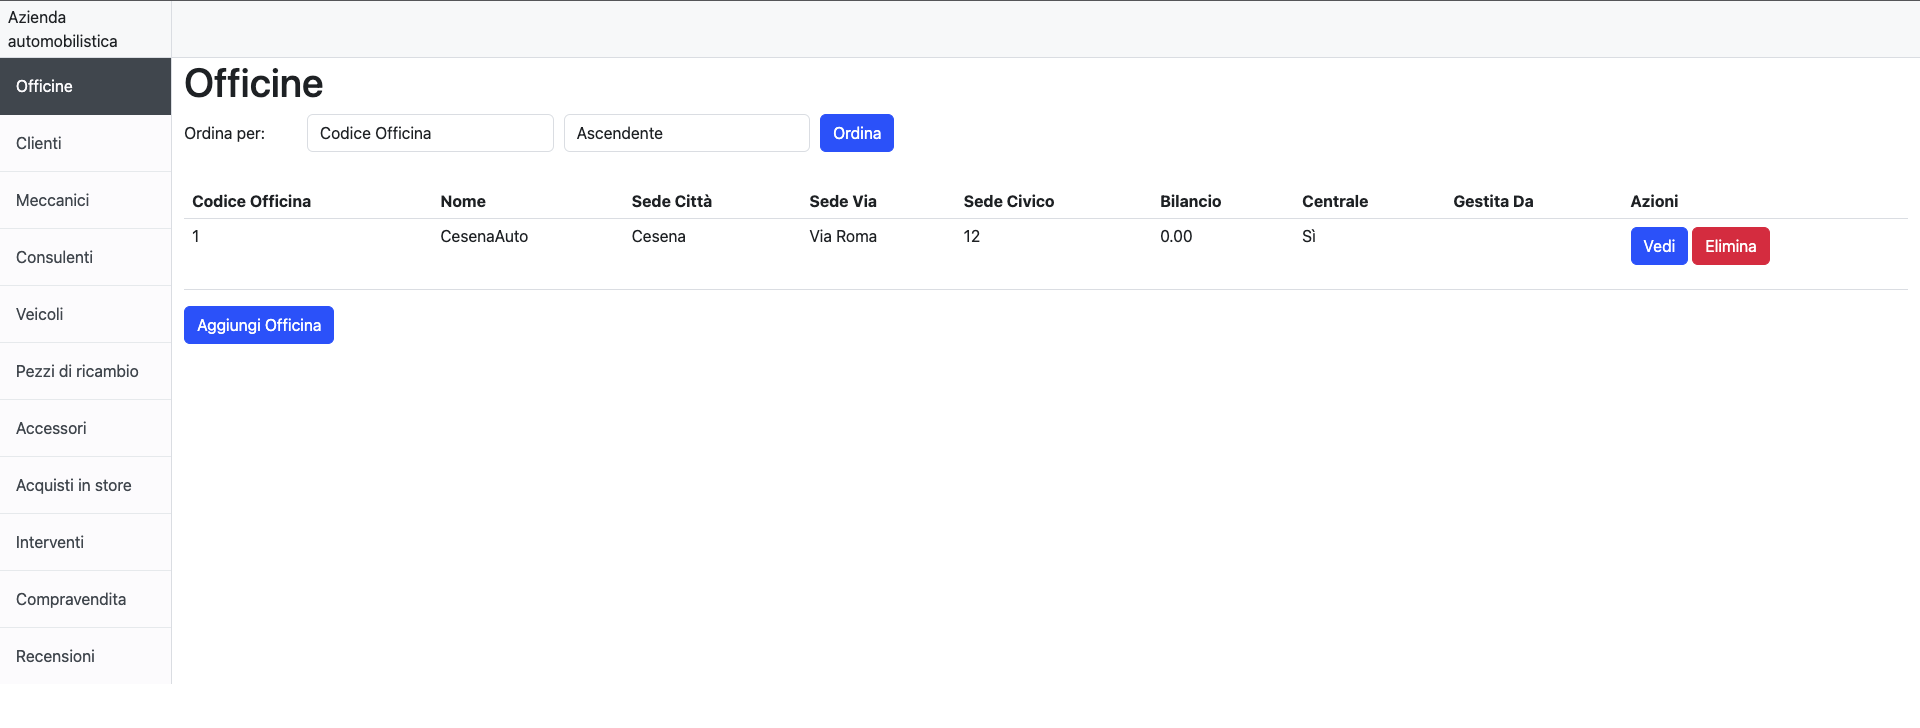 Azienda
automobilistica
Officine
Clienti
Meccanici
Consulenti
Veicoli
Pezzi di ricambio
Accessori
Acquisti in store
Interventi
Compravendita
Recensioni
Officine
Ordina per: Codice Officina Ascendente Ordina
Codice Officina Nome Sede Città Sede Via Sede Civico Bilancio Centrale Gestita Da Azioni
1 CesenaAuto Cesena Via Roma 12 0.00 Sì Vedi Elimina
Aggiungi Officina